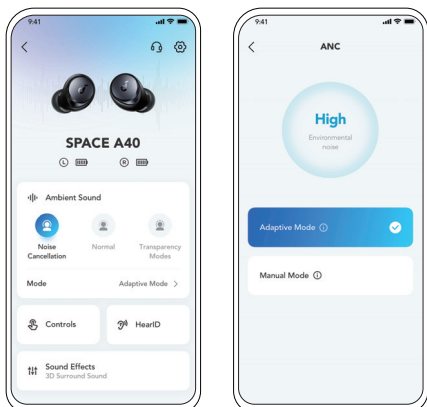 9:41
SPACE A40
L
R
Ambient Sound
Noise
Cancellation
Normal
Transparency
Modes
Mode
Adaptive Mode
Controls
HearID
Sound Effects
3D Surround Sound
9:41
ANC
High
Environmental
noise
Adaptive Mode
Manual Mode